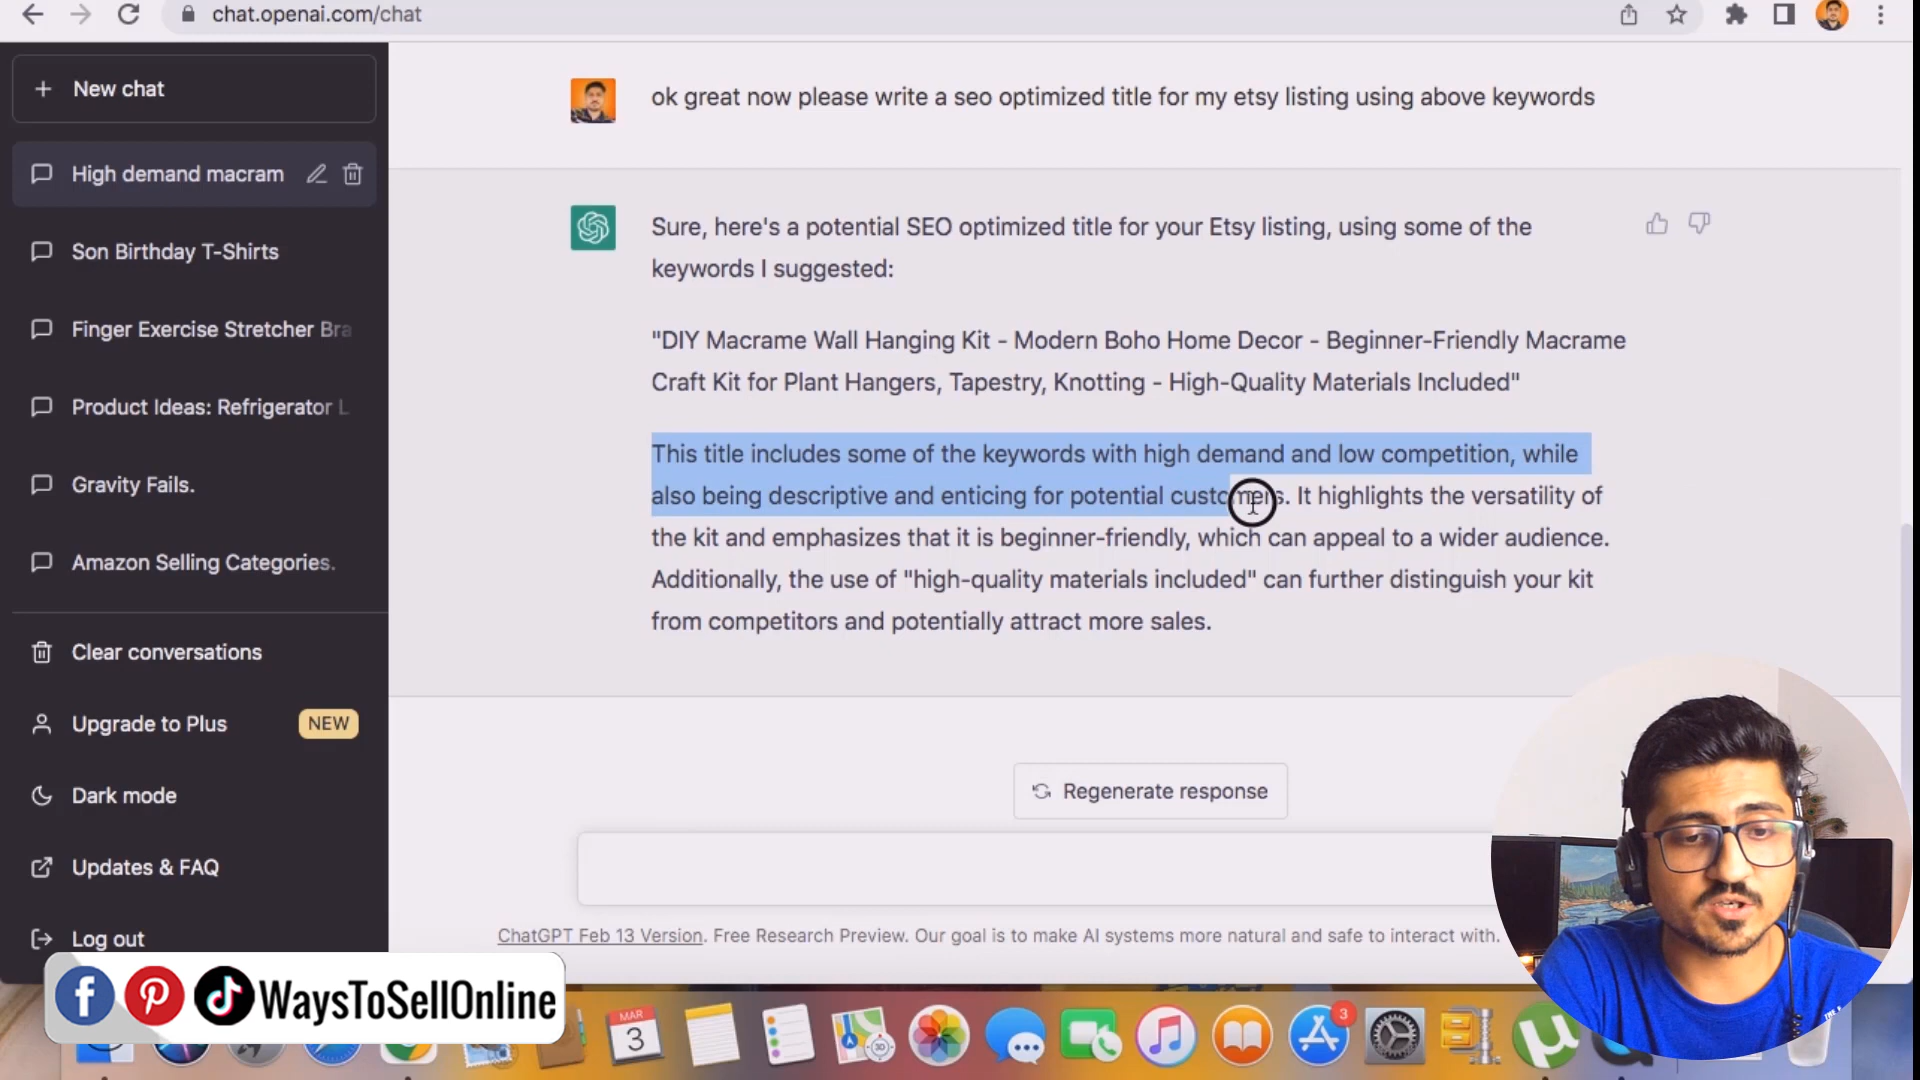 chat.openai.com/chat
New chat
High demand macram
Son Birthday T-Shirts
Finger Exercise Stretcher Bra
Product Ideas: Refrigerator L
Gravity Fails.
Amazon Selling Categories.
Clear conversations
Upgrade to Plus NEW
Dark mode
Updates & FAQ
Log out
ok great now please write a seo optimized title for my etsy listing using above keywords
Sure, here's a potential SEO optimized title for your Etsy listing, using some of the
keywords I suggested:
"DIY Macrame Wall Hanging Kit - Modern Boho Home Decor - Beginner-Friendly Macrame
Craft Kit for Plant Hangers, Tapestry, Knotting - High-Quality Materials Included"
This title includes some of the keywords with high demand and low competition, while
also being descriptive and enticing for potential customers. It highlights the versatility of
the kit and emphasizes that it is beginner-friendly, which can appeal to a wider audience.
Additionally, the use of "high-quality materials included" can further distinguish your kit
from competitors and potentially attract more sales.
Regenerate response
ChatGPT Feb 13 Version. Free Research Preview. Our goal is to make AI systems more natural and safe to interact with.
WaysToSellOnline
MAR
3
3